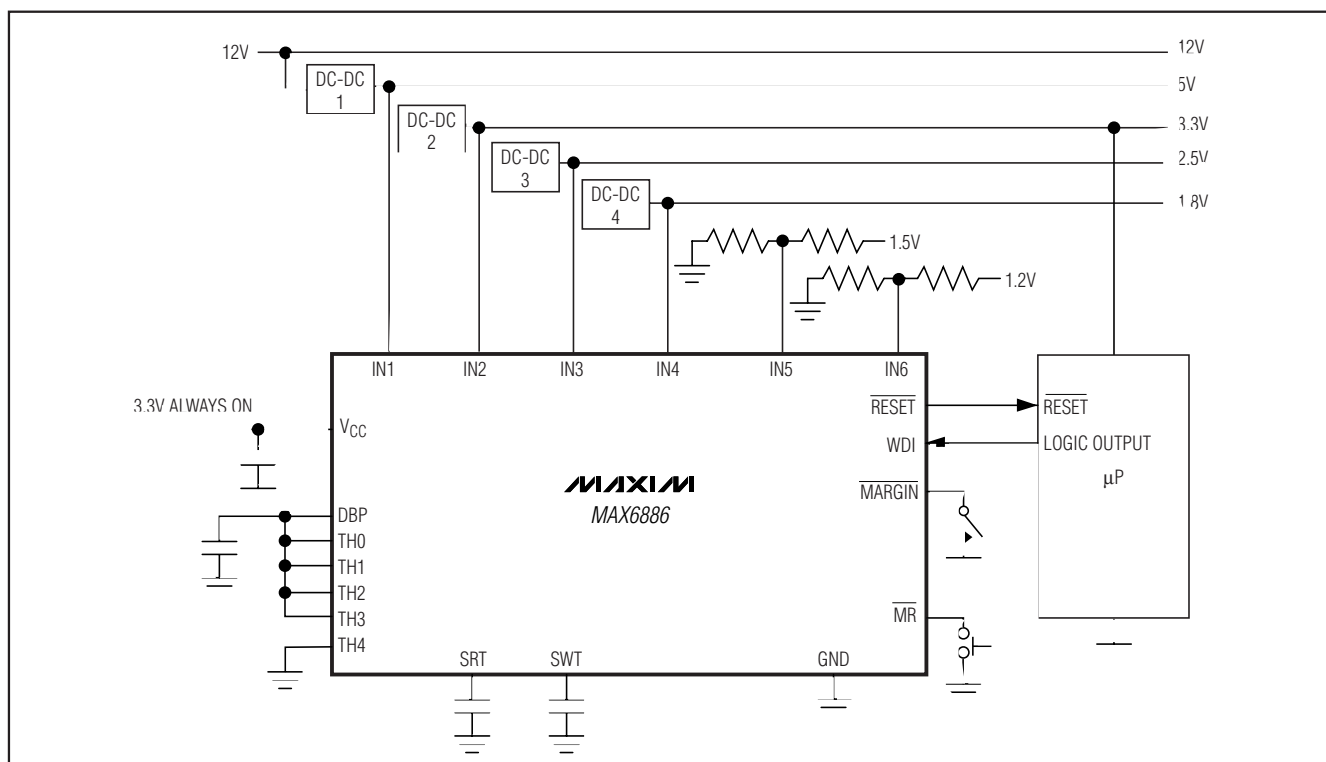 12V
12V
DC-DC
1
5V
DC-DC
2
3.3V
DC-DC
3
2.5V
DC-DC
4
1.8V
1.5V
1.2V
IN1 IN2 IN3 IN4 IN5 IN6
3.3V ALWAYS ON
VCC
RESET
RESET
WDI
LOGIC OUTPUT
µP
MAXIM
MAX6886
MARGIN
DBP
TH0
TH1
TH2
TH3
MR
TH4
SRT SWT GND